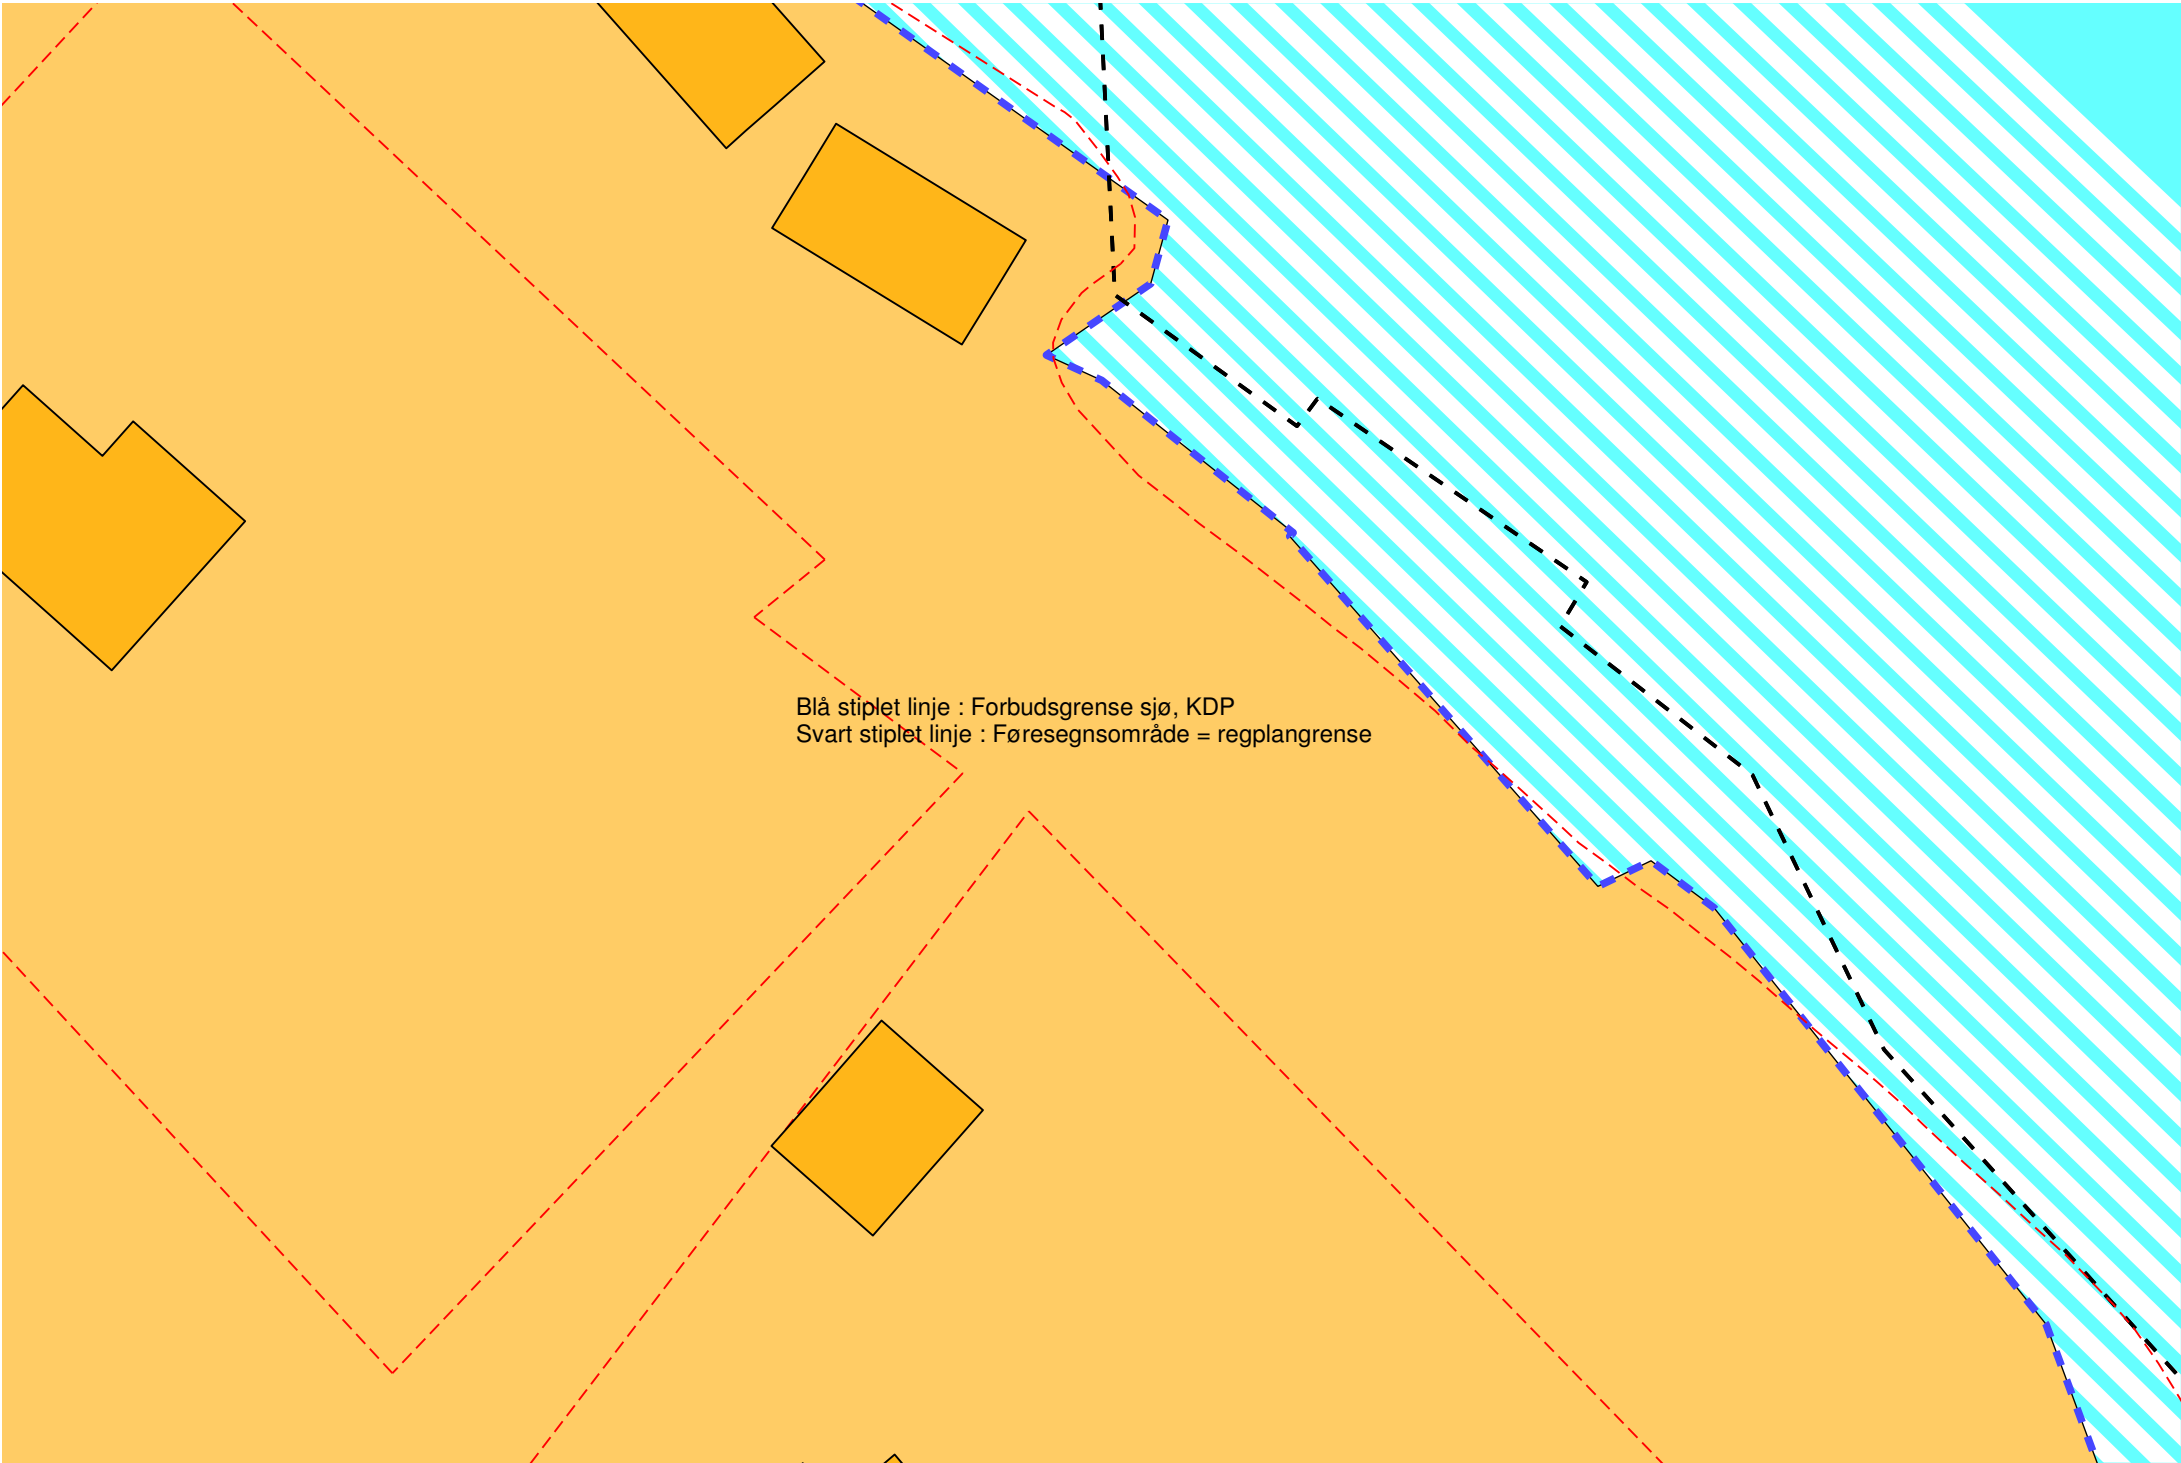 Blå stiplet linje : Forbudsgrense sjø, KDP
Svart stiplet linje : Føresegnsområde = regplangrense